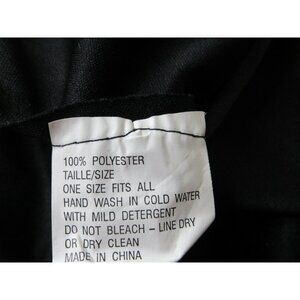 100% POLYESTER
TAILLE/SIZE
ONE SIZE FITS ALL
HAND WASH IN COLD WATER
WITH MILD DETERGENT
DO NOT BLEACH - LINE DRY
OR DRY CLEAN
MADE IN CHINA